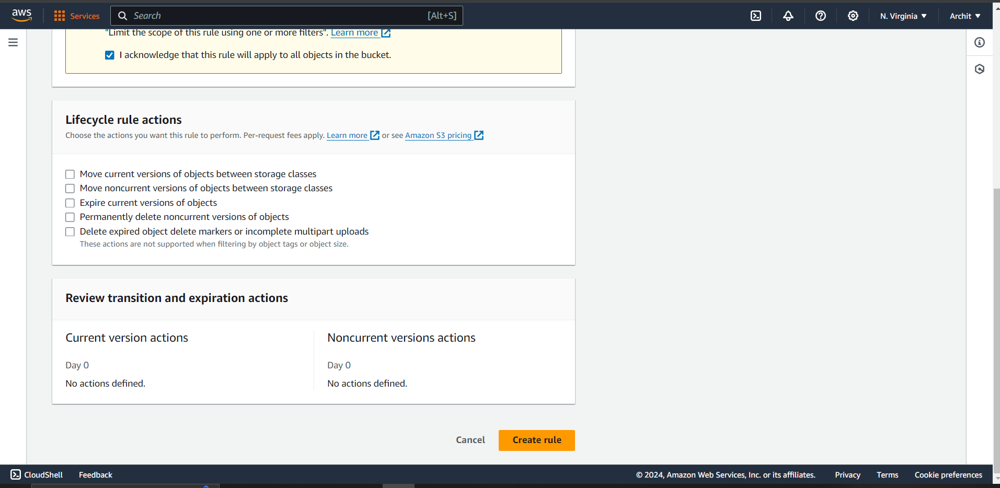 aws
Services
Search
[Alt+S]
N. Virginia
Archit
"Limit the scope of this rule using one or more filters". Learn more
I acknowledge that this rule will apply to all objects in the bucket.
Lifecycle rule actions
Choose the actions you want this rule to perform. Per-request fees apply. Learn more or see Amazon S3 pricing
Move current versions of objects between storage classes
Move noncurrent versions of objects between storage classes
Expire current versions of objects
Permanently delete noncurrent versions of objects
Delete expired object delete markers or incomplete multipart uploads
These actions are not supported when filtering by object tags or object size.
Review transition and expiration actions
Current version actions
Day 0
No actions defined.
Noncurrent versions actions
Day 0
No actions defined.
Cancel
Create rule
CloudShell
Feedback
© 2024, Amazon Web Services, Inc. or its affiliates.
Privacy
Terms
Cookie preferences